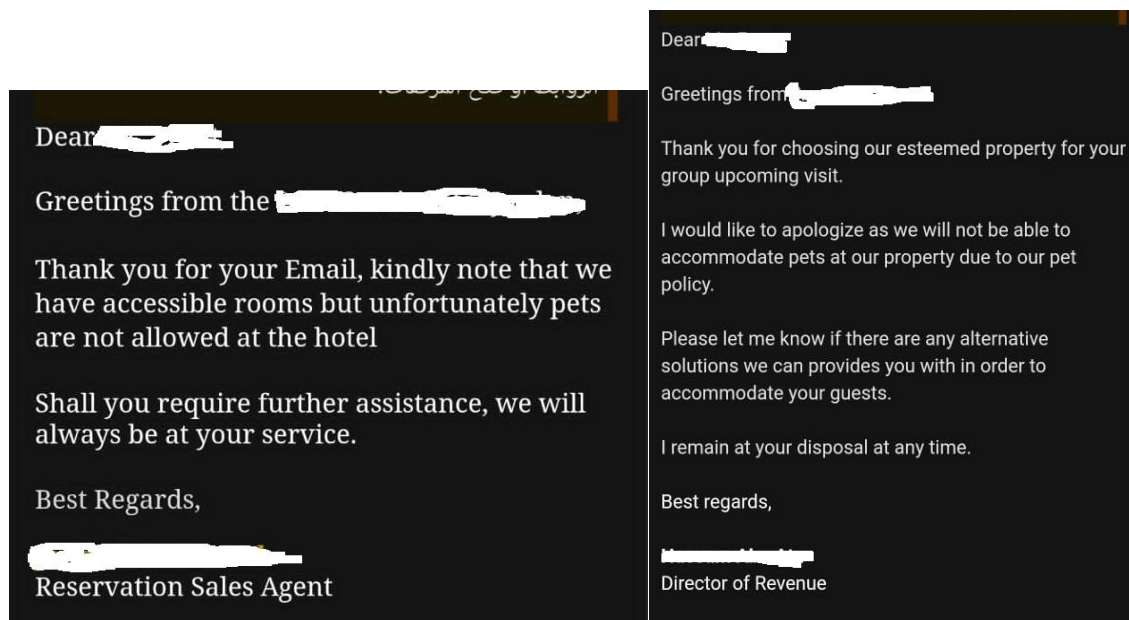 Dear
Greetings from the
Thank you for your Email, kindly note that we
have accessible rooms but unfortunately pets
are not allowed at the hotel
Shall you require further assistance, we will
always be at your service.
Best Regards,
Reservation Sales Agent
Dear
Greetings from
Thank you for choosing our esteemed property for your
group upcoming visit.
I would like to apologize as we will not be able to
accommodate pets at our property due to our pet
policy.
Please let me know if there are any alternative
solutions we can provides you with in order to
accommodate your guests.
I remain at your disposal at any time.
Best regards,
Director of Revenue